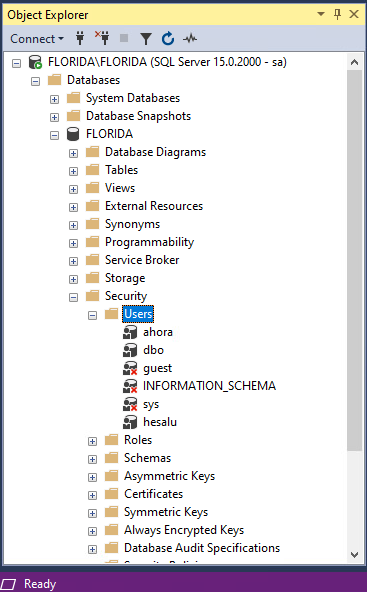 Object Explorer
Connect
FLORIDA\FLORIDA (SQL Server 15.0.2000 - sa)
Databases
System Databases
Database Snapshots
FLORIDA
Database Diagrams
Tables
Views
External Resources
Synonyms
Programmability
Service Broker
Storage
Security
Users
ahora
dbo
guest
INFORMATION_SCHEMA
sys
hesalu
Roles
Schemas
Asymmetric Keys
Certificates
Symmetric Keys
Always Encrypted Keys
Database Audit Specifications
Ready